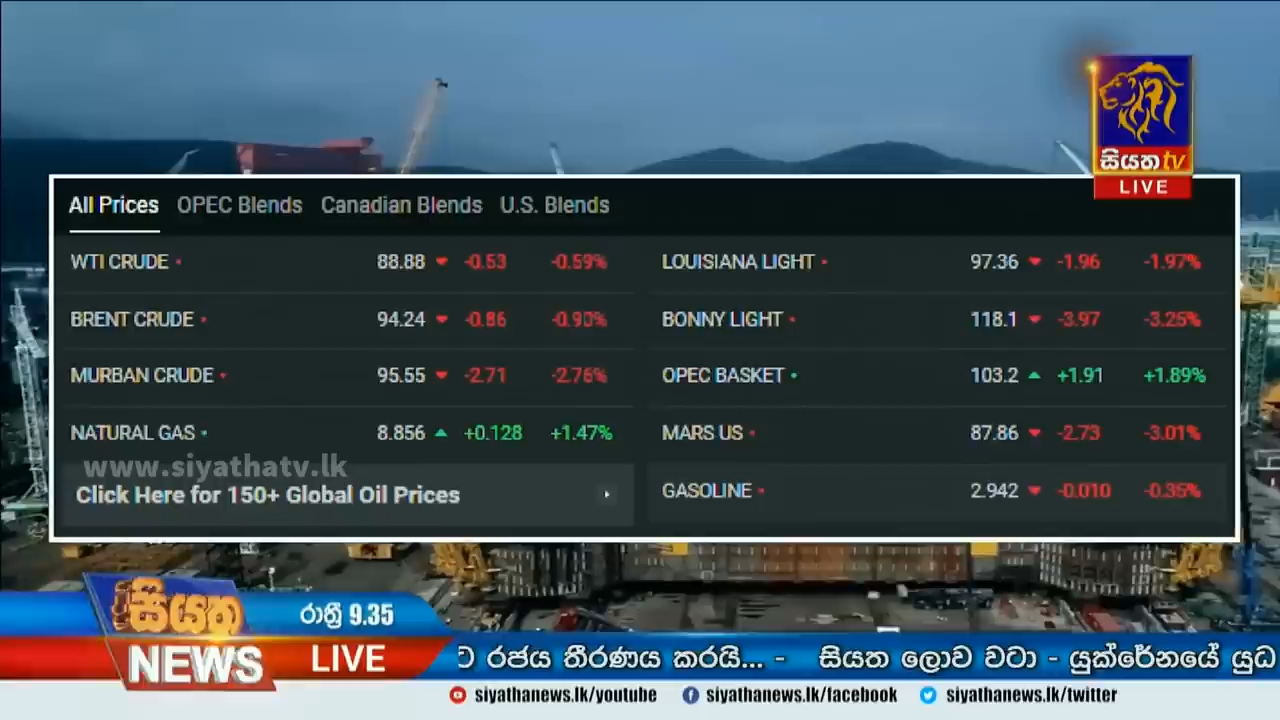 සියත tv
LIVE
All Prices OPEC Blends Canadian Blends U.S. Blends
WTI CRUDE 88.88 -0.53 -0.59% LOUISIANA LIGHT 97.36 -1.96 -1.97%
BRENT CRUDE 94.24 -0.86 -0.90% BONNY LIGHT 118.1 -3.97 -3.25%
MURBAN CRUDE 95.55 -2.71 -2.76% OPEC BASKET 103.2 +1.91 +1.89%
NATURAL GAS 8.856 +0.128 +1.47% MARS US 87.86 -2.73 -3.01%
www.siyathatv.lk
Click Here for 150+ Global Oil Prices GASOLINE 2.942 -0.010 -0.35%
සියත රාත්‍රී 9.35
NEWS LIVE
ට රජය තීරණය කරයි... - සියත ලොව වටා - යුක්රේනයේ යුධ
siyathanews.lk/youtube siyathanews.lk/facebook siyathanews.lk/twitter